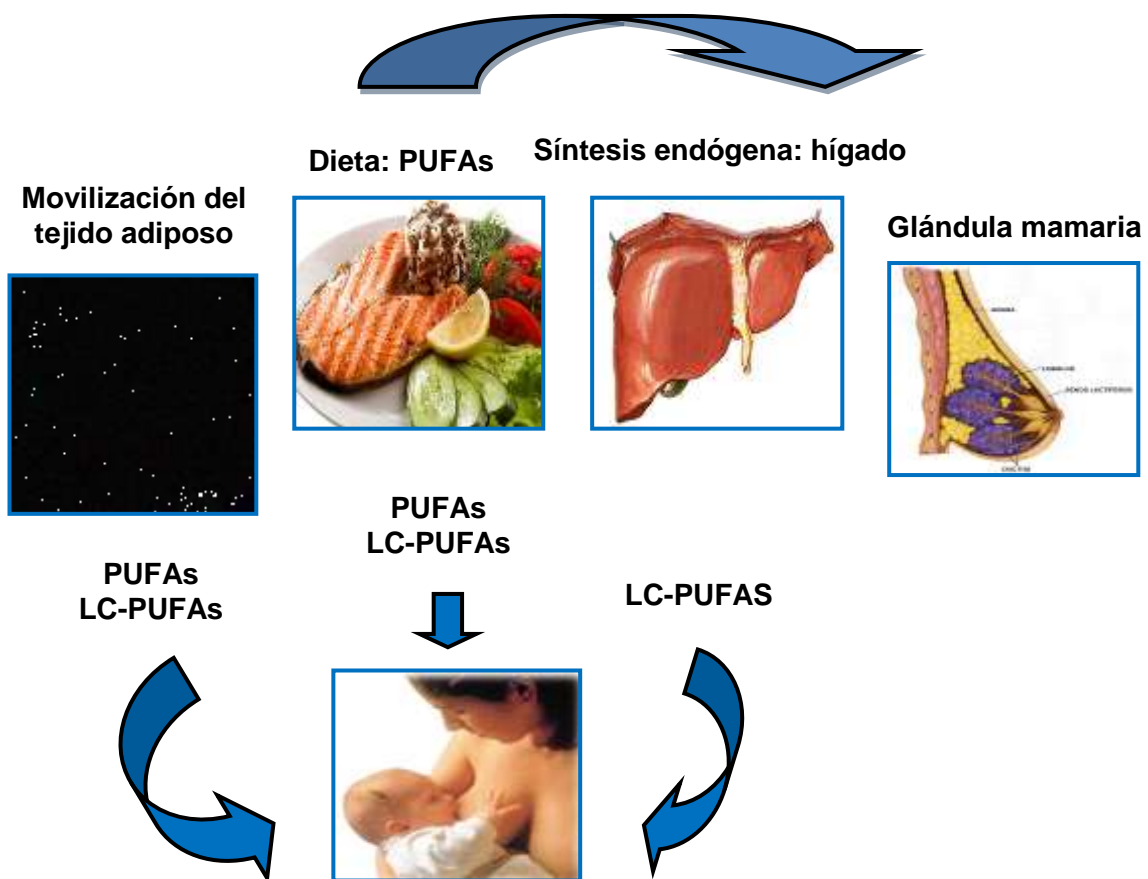 Dieta: PUFAs
Síntesis endógena: hígado
Movilización del
tejido adiposo
Glándula mamaria
PUFAs
LC-PUFAs
PUFAs
LC-PUFAs
LC-PUFAS